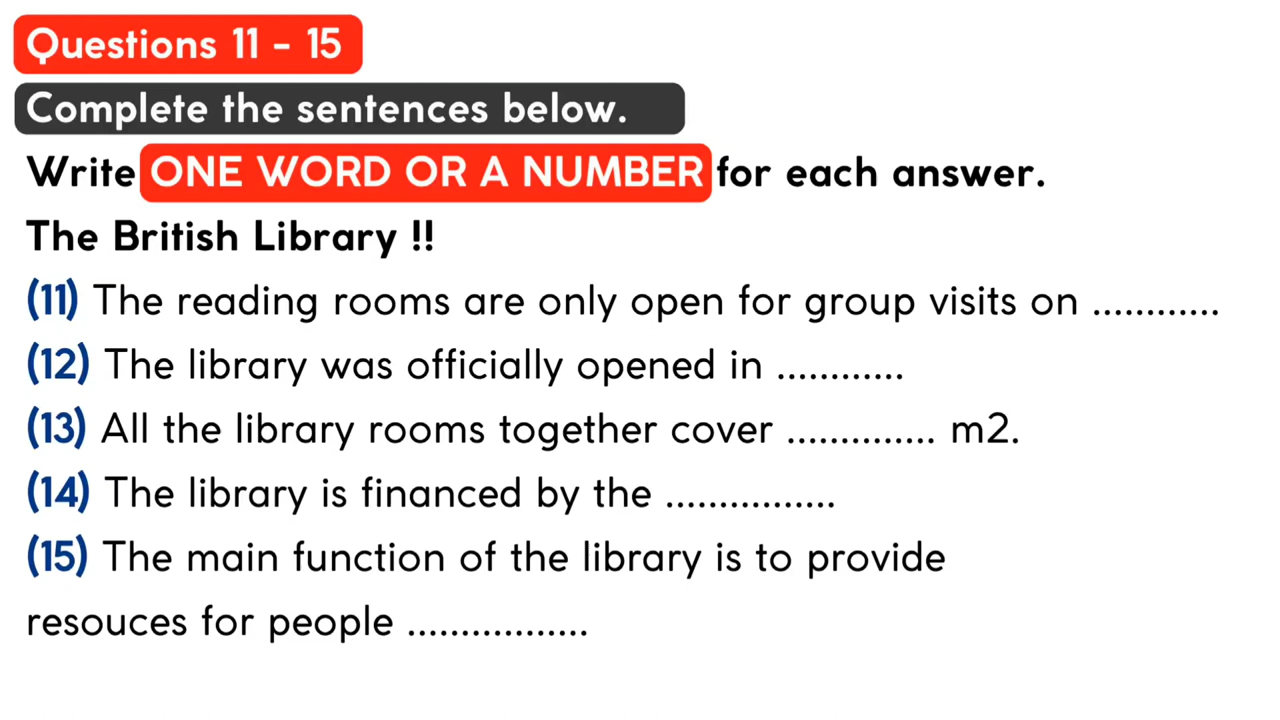 Questions 11 - 15
Complete the sentences below.
Write ONE WORD OR A NUMBER for each answer.
The British Library !!
(11) The reading rooms are only open for group visits on ............
(12) The library was officially opened in ............
(13) All the library rooms together cover .............. m2.
(14) The library is financed by the ................
(15) The main function of the library is to provide
resouces for people .................